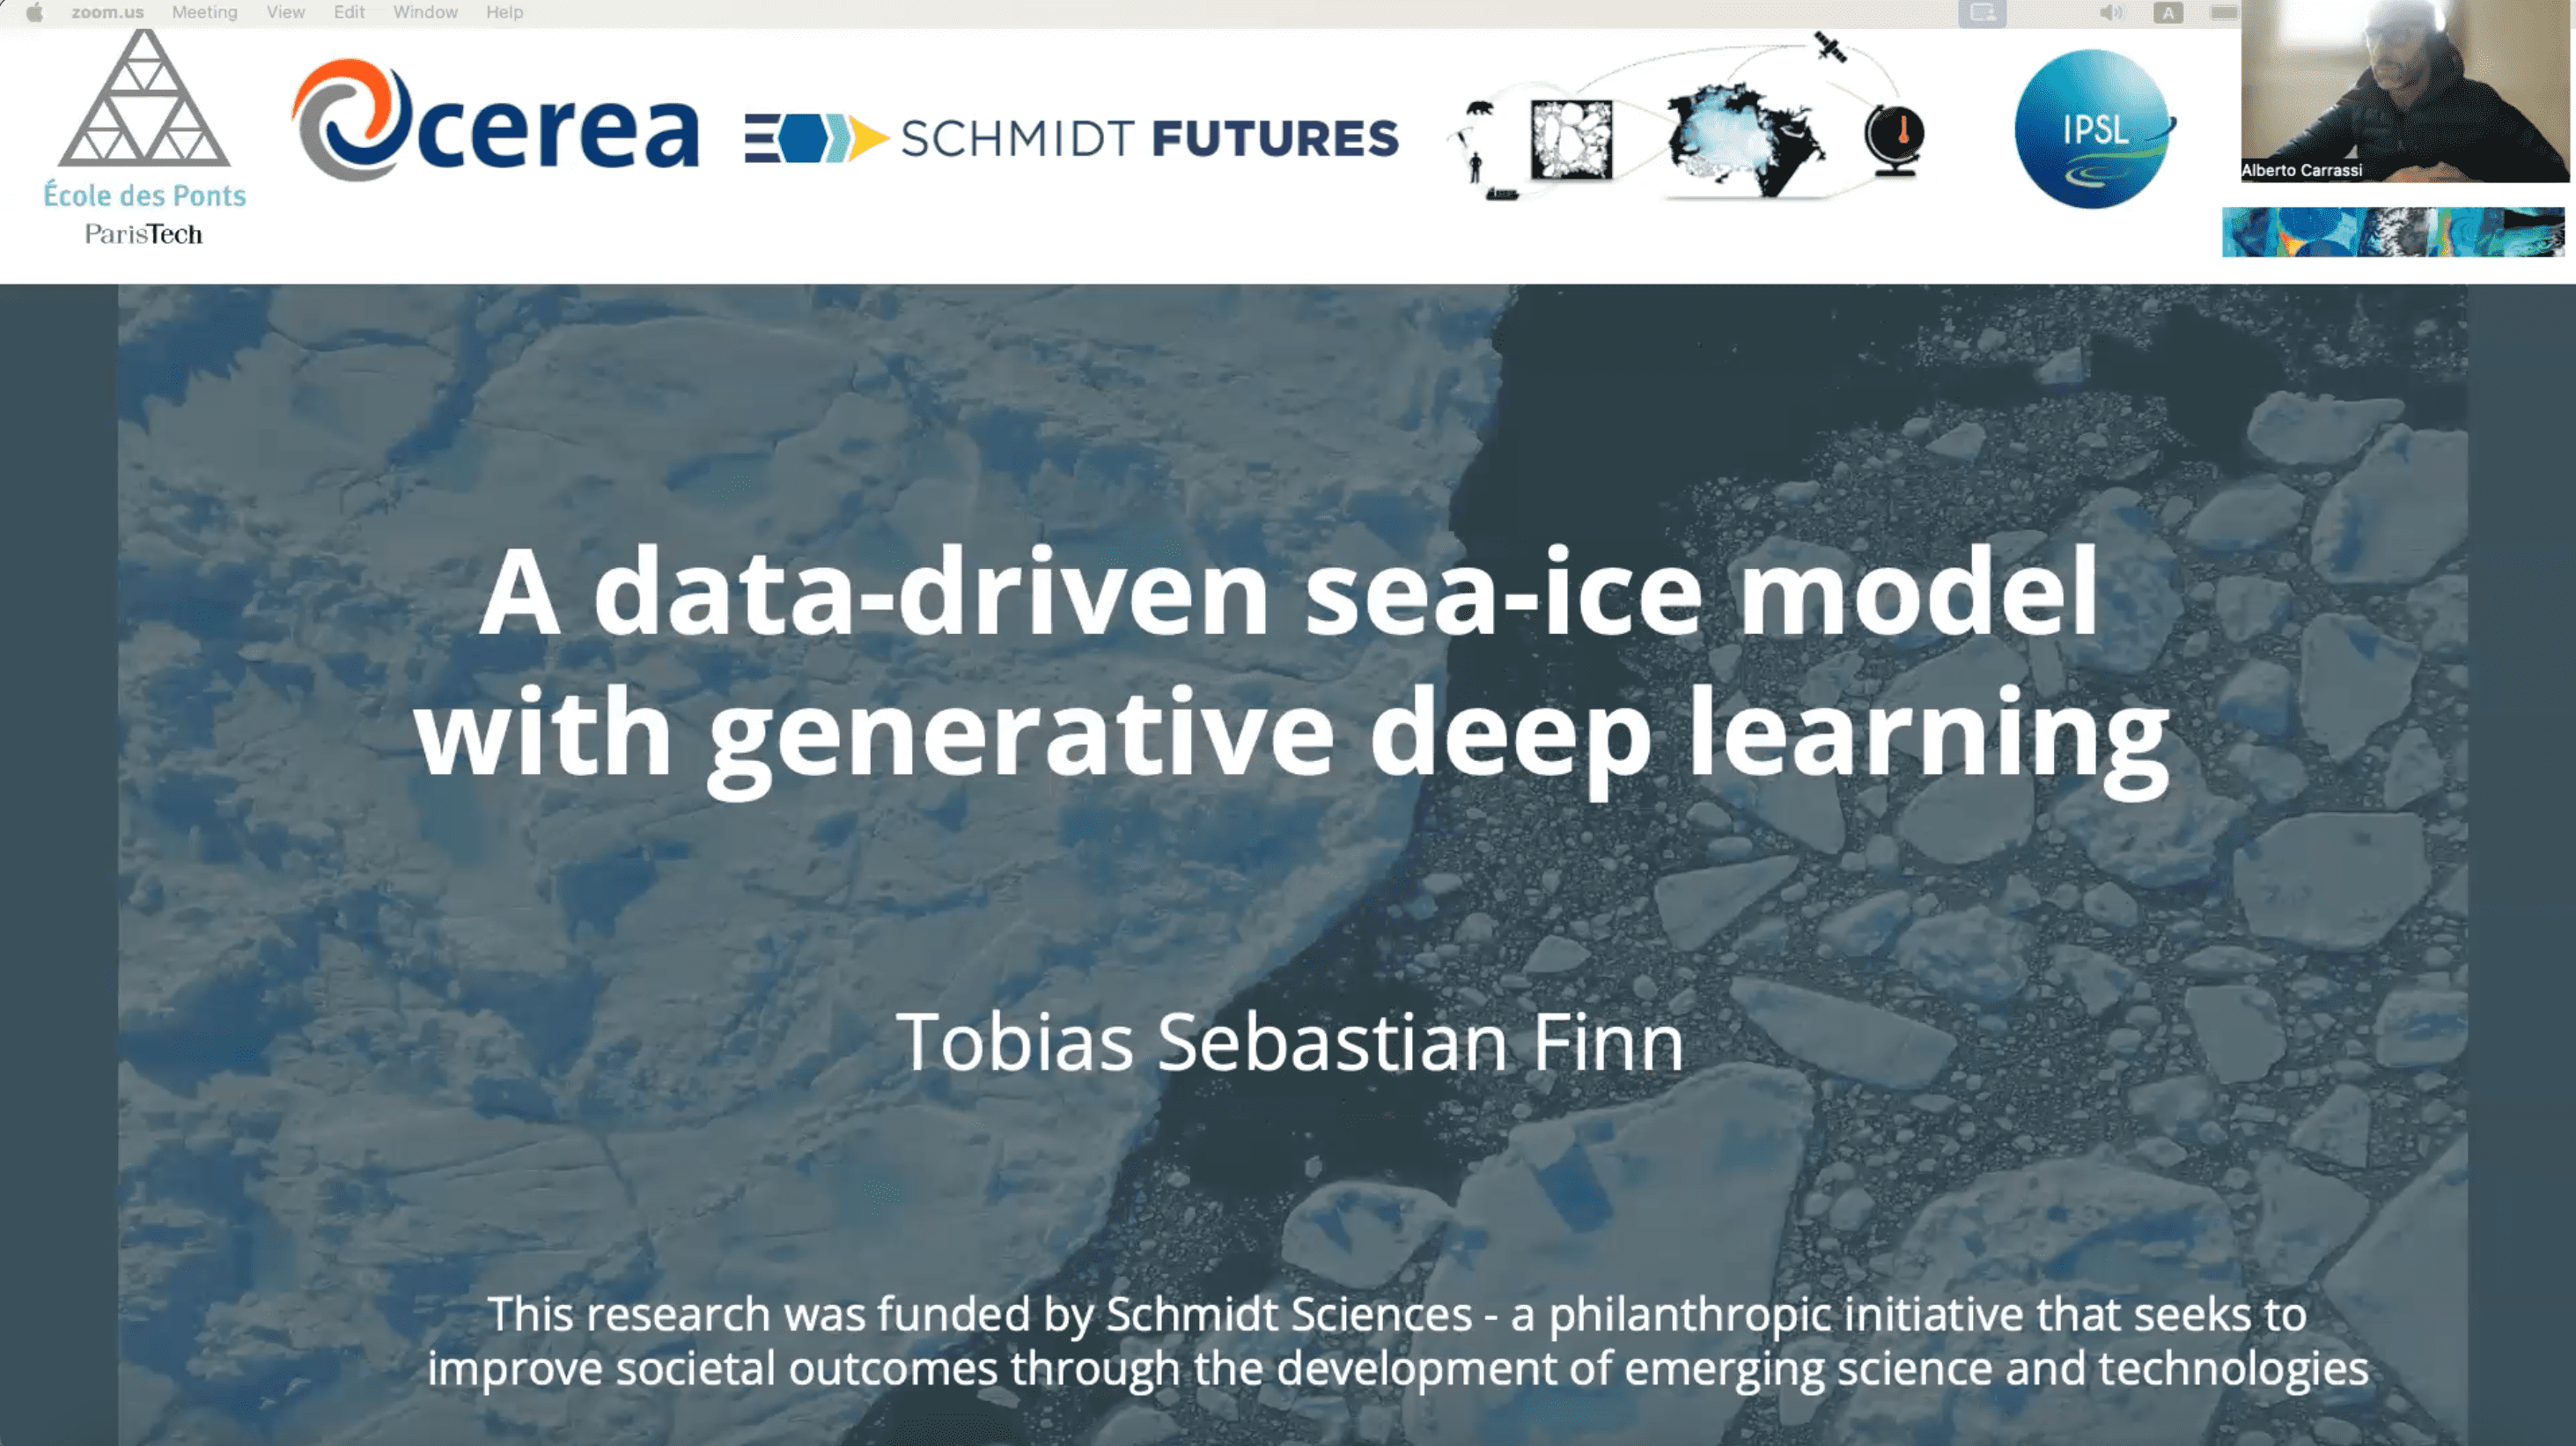 zoom.us Meeting View Edit Window Help
A
École des Ponts
ParisTech
cerea
SCHMIDT FUTURES
IPSL
Alberto Carrassi
A data-driven sea-ice model
with generative deep learning
Tobias Sebastian Finn
This research was funded by Schmidt Sciences - a philanthropic initiative that seeks to
improve societal outcomes through the development of emerging science and technologies